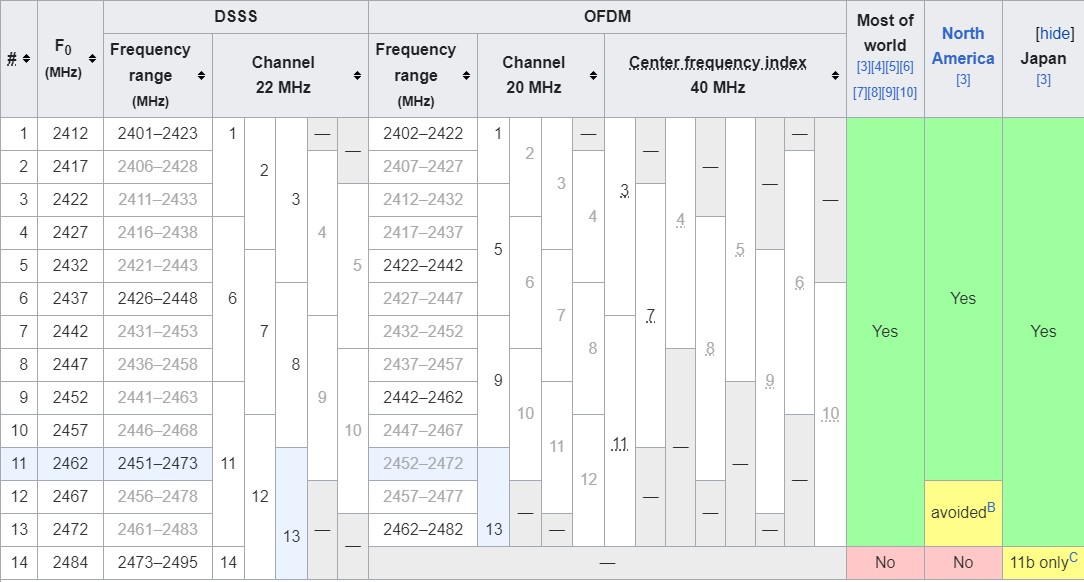 DSSS OFDM Most of world [3][4][5][6] [7][8][9][10] North America [3] [hide] Japan [3]
# F0 (MHz) Frequency range (MHz) Channel 22 MHz Frequency range (MHz) Channel 20 MHz Center frequency index 40 MHz
1 2412 2401–2423 1 — 2402–2422 1 — —
2 2417 2406–2428 2 — 2407–2427 2 — —
3 2422 2411–2433 3 2412–2432 3 3 — —
4 2427 2416–2438 4 2417–2437 4 4
5 2432 2421–2443 5 2422–2442 5 5
6 2437 2426–2448 6 2427–2447 6 6 Yes
7 2442 2431–2453 7 2432–2452 7 7 Yes Yes
8 2447 2436–2458 8 2437–2457 8 8
9 2452 2441–2463 9 2442–2462 9 9
10 2457 2446–2468 10 2447–2467 10 11 — 10
11 2462 2451–2473 11 2452–2472 11 12 — —
12 2467 2456–2478 12 2457–2477 — — — avoidedB
13 2472 2461–2483 13 — — 2462–2482 13 — —
14 2484 2473–2495 14 — No No 11b onlyC